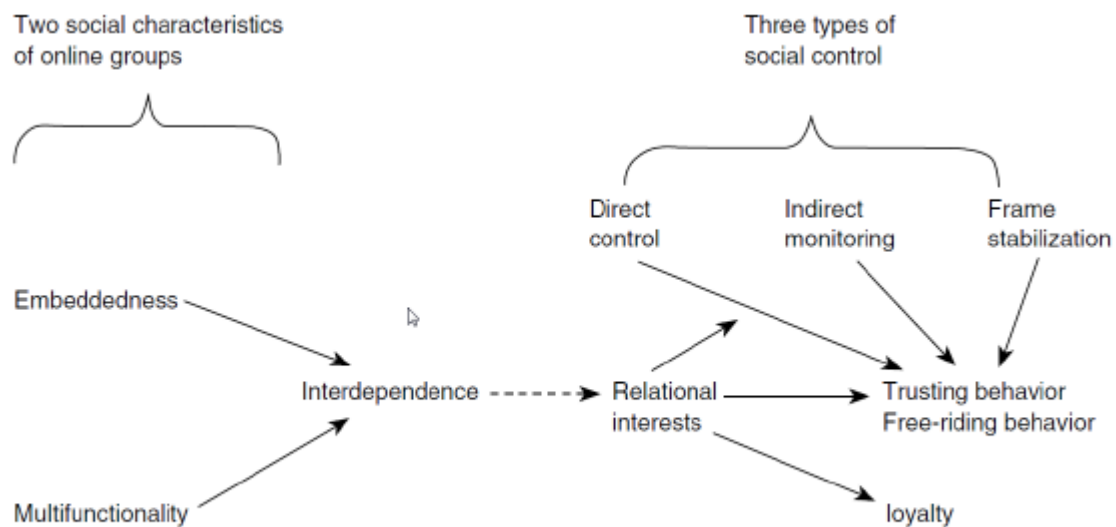 Two social characteristics
of online groups
Three types of
social control
Direct
control
Indirect
monitoring
Frame
stabilization
Embeddedness
Interdependence
Relational
interests
Trusting behavior
Free-riding behavior
Multifunctionality
loyalty